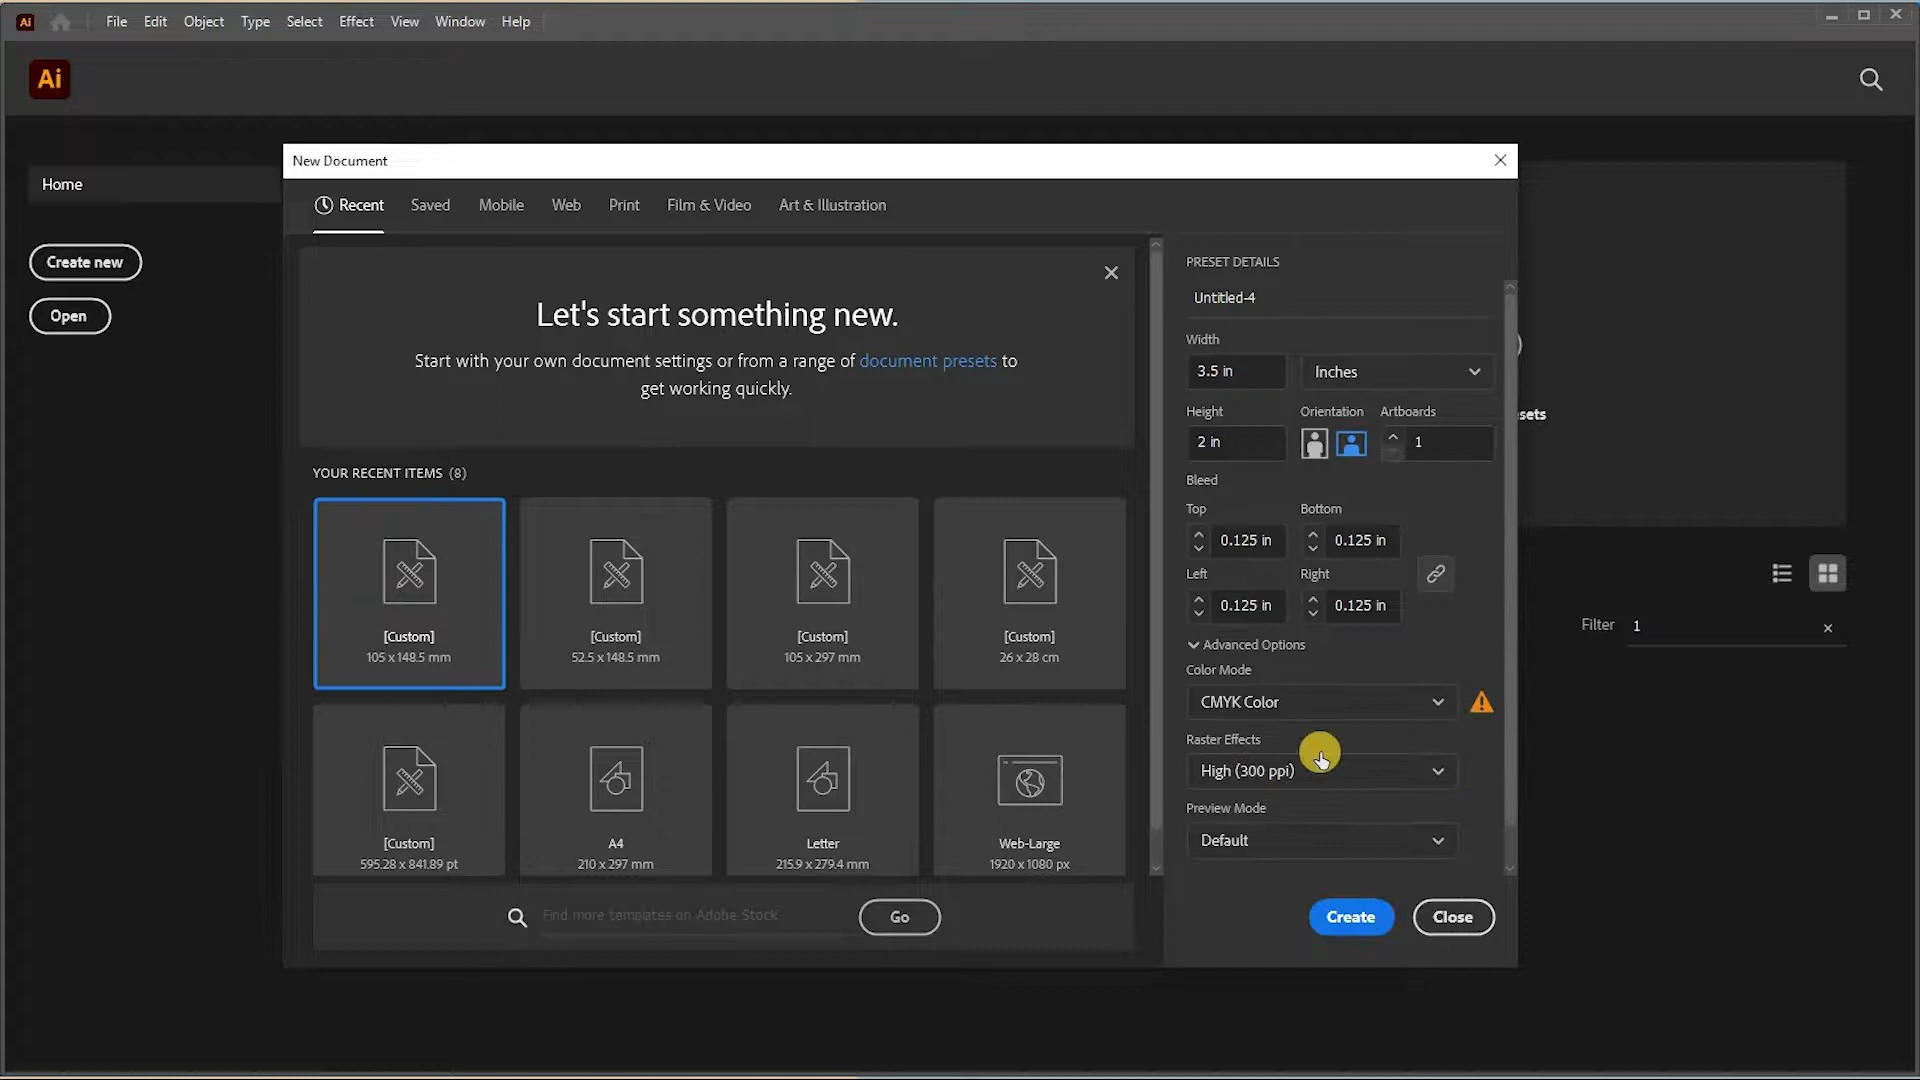 Ai File Edit Object Type Select Effect View Window Help
Ai
Home
Create new
Open
New Document
Recent Saved Mobile Web Print Film & Video Art & Illustration
Let's start something new.
Start with your own document settings or from a range of document presets to
get working quickly.
YOUR RECENT ITEMS (8)
[Custom] [Custom] [Custom] [Custom]
105 x 148.5 mm 52.5 x 148.5 mm 105 x 297 mm 26 x 28 cm
[Custom] A4 Letter Web-Large
595.28 x 841.89 pt 210 x 297 mm 215.9 x 279.4 mm 1920 x 1080 px
Find more templates on Adobe Stock Go
PRESET DETAILS
Untitled-4
Width
3.5 in Inches
Height Orientation Artboards
2 in 1
Bleed
Top Bottom
0.125 in 0.125 in
Left Right
0.125 in 0.125 in
Advanced Options
Color Mode
CMYK Color
Raster Effects
High (300 ppi)
Preview Mode
Default
Create Close
sets
Filter 1